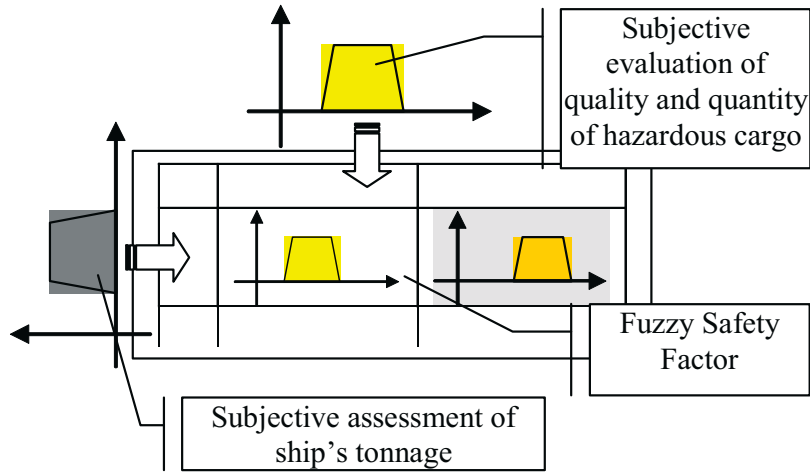 Subjective
evaluation of
quality and quantity
of hazardous cargo
Fuzzy Safety
Factor
Subjective assessment of
ship’s tonnage